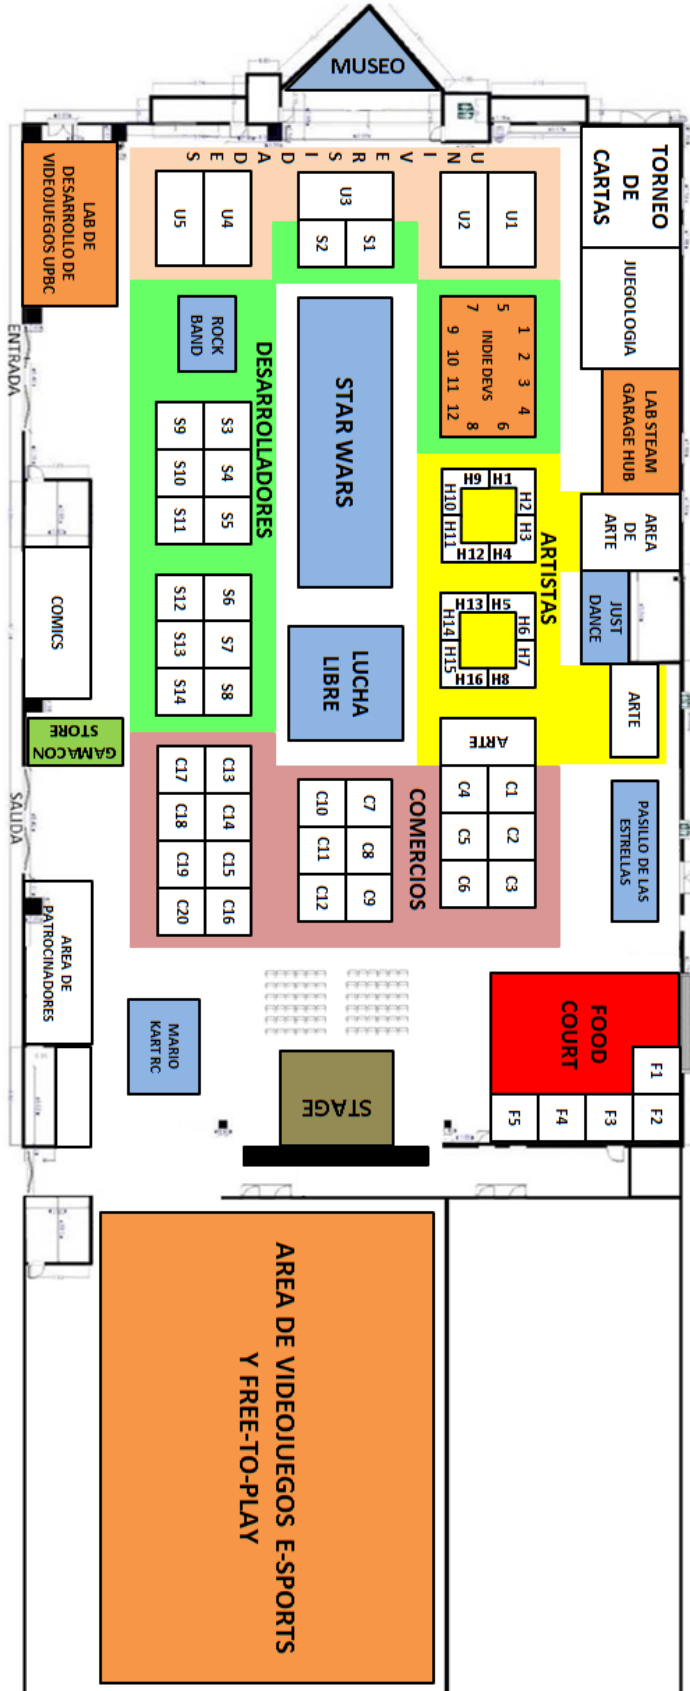 MUSEO
UNIVERSIDADES
U1
U2
U3
S1
S2
U4
U5
TORNEO
DE
CARTAS
JUEGOLOGIA
LAB STEAM
GARAGE HUB
AREA
DE
ARTE
JUST
DANCE
ARTE
PASILLO DE LAS
ESTRELLAS
LAB DE
DESARROLLO DE
VIDEOJUEGOS UPBC
ENTRADA
ROCK
BAND
DESARROLLADORES
S3
S4
S5
S9
S10
S11
S6
S7
S8
S12
S13
S14
STAR WARS
LUCHA
LIBRE
INDIE DEVS
1 2 3 4
5 6
7 8
9 10 11 12
ARTISTAS
H9 H1
H10 H2
H11 H3
H12 H4
H13 H5
H14 H6
H15 H7
H16 H8
ARTE
COMERCIOS
C1
C2
C3
C4
C5
C6
C7
C8
C9
C10
C11
C12
C13
C14
C15
C16
C17
C18
C19
C20
COMICS
GAMACON
STORE
SALIDA
AREA DE
PATROCINADORES
MARIO
KART RC
STAGE
FOOD
COURT
F1
F2
F3
F4
F5
AREA DE VIDEOJUEGOS E-SPORTS
Y FREE-TO-PLAY